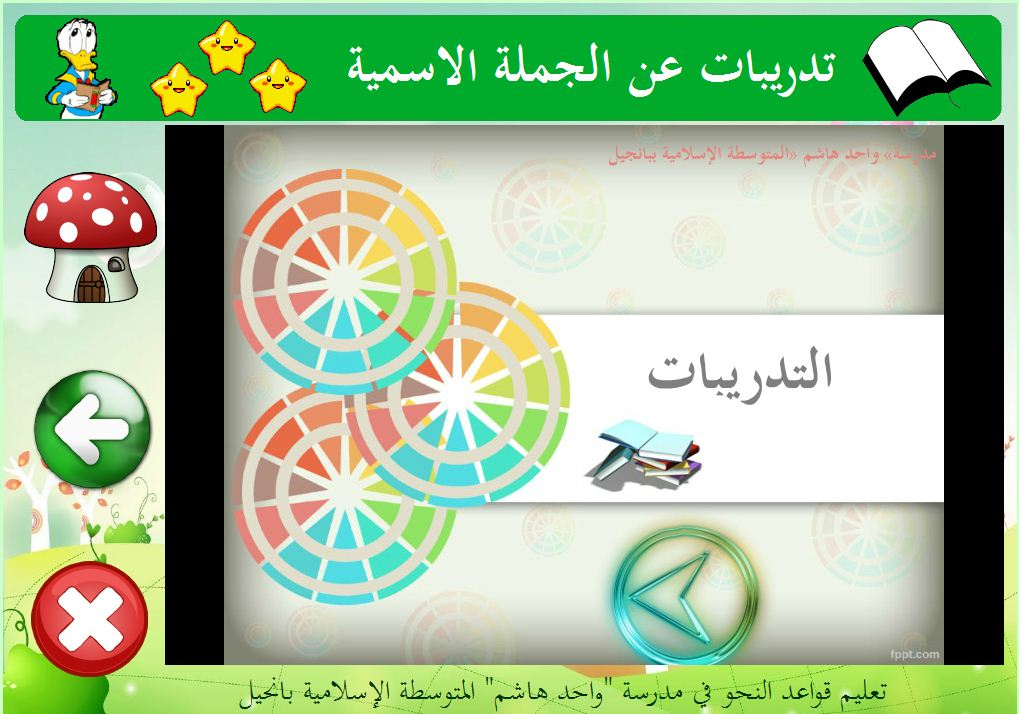 تدريبات عن الجملة الاسمية
مدرسة» واحد هاشم «المتوسطة الإسلامية ببانجيل
التدريبات
fppt.com
تعليم قواعد النحو في مدرسة "واحد هاشم" المتوسطة الإسلامية بانجيل